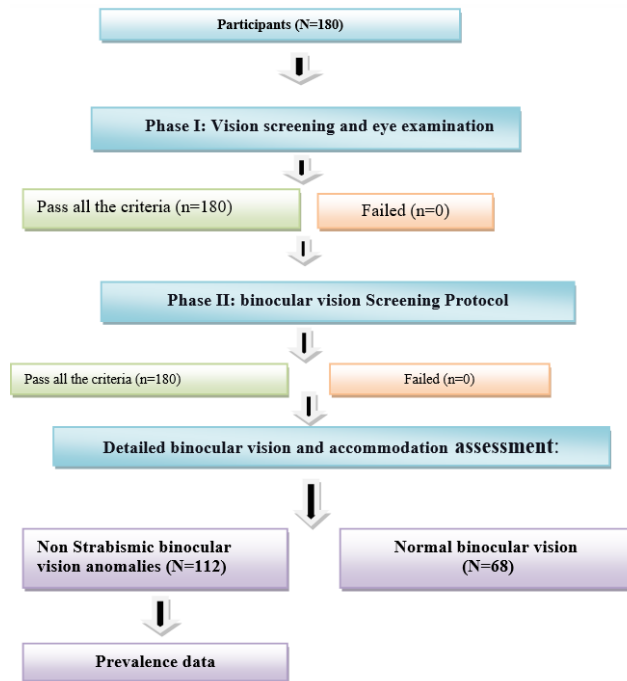 Participants (N=180)
Phase I: Vision screening and eye examination
Pass all the criteria (n=180)
Failed (n=0)
Phase II: binocular vision Screening Protocol
Pass all the criteria (n=180)
Failed (n=0)
Detailed binocular vision and accommodation assessment:
Non Strabismic binocular
vision anomalies (N=112)
Normal binocular vision
(N=68)
Prevalence data